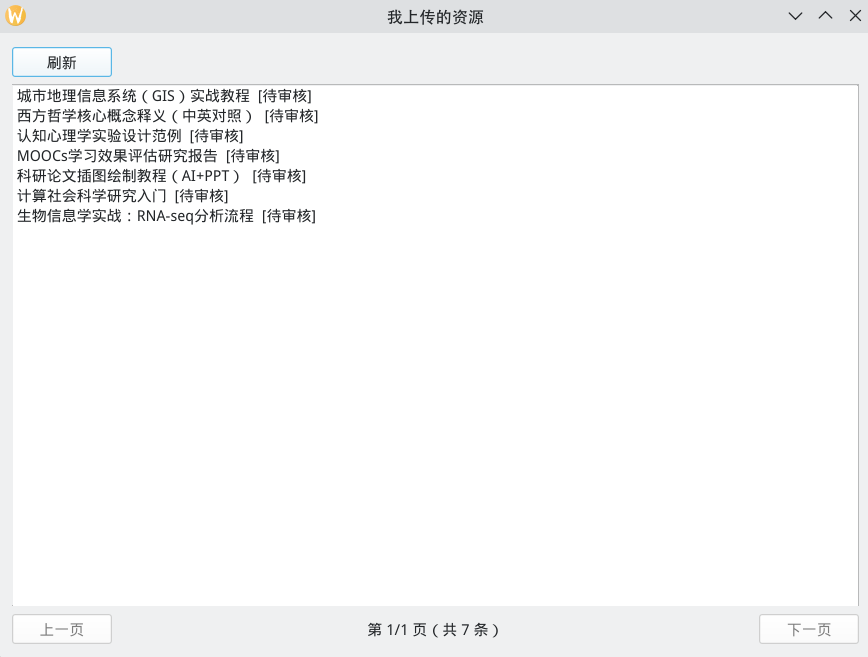 我上传的资源
刷新
城市地理信息系统（GIS）实战教程 [待审核]
西方哲学核心概念释义（中英对照） [待审核]
认知心理学实验设计范例 [待审核]
MOOCs学习效果评估研究报告 [待审核]
科研论文插图绘制教程（AI+PPT） [待审核]
计算社会科学研究入门 [待审核]
生物信息学实战：RNA-seq分析流程 [待审核]
上一页
第 1/1 页（共 7 条）
下一页